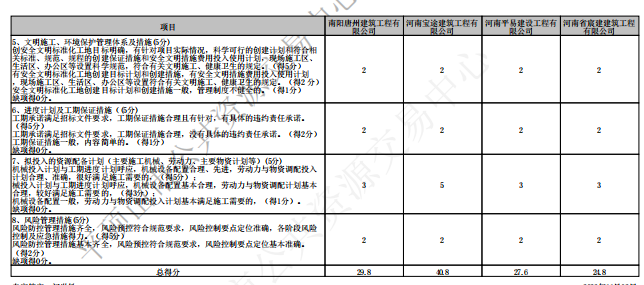 项目 南阳唐州建筑工程有限公司 河南宝途建筑工程有限公司 河南平易建设工程有限公司 河南省宸建建筑工程有限公司
5、文明施工、环境保护管理体系及措施(5分)
创安全文明标准化工地目标明确，有针对项目实际情况，科学可行的创建计划和符合相
关标准、规范、规程的创建保证措施和安全文明措施费用投入使用计划，现场施工区、
生活区、办公区等设置科学规范，符合有关文明施工、健康卫生的规定。（得5分）
有安全文明标准化工地创建目标计划和创建措施，有安全文明措施费用投入使用计划
，现场施工区、生活区、办公区等设置符合有关文明施工、健康卫生的规定。（得2分）
安全文明标准化工地创建目标计划和创建措施一般，管理制度不健全的。（得1分）
缺项得0分。
2 2 2 2
6、进度计划及工期保证措施（5分）
工期承诺满足招标文件要求，工期保证措施合理且有针对，有具体的违约责任承诺。
（得5分）
工期承诺满足招标文件要求，工期保证措施合理，没有具体的违约责任承诺。（得2分）
工期保证措施一般，内容简单的。（得1分）
缺项得0分。
2 2 2 2
7、拟投入的资源配备计划（主要施工机械、劳动力、主要物资计划等）(5分)
机械投入计划与工期进度计划呼应，机械设备配置合理、先进，劳动力与物资调配投入
计划合理、准确，很好满足施工需要的，（得5分）；
械投入计划与工期进度计划呼应，机械设备配置基本合理，劳动力与物资调配计划基本
合理，较好满足施工需要的，（得3分）；
机械设备配置一般，劳动力与物资调配投入计划基本满足施工需要的，（得1分）。
缺项得0分。
3 5 3 3
8、风险管理措施(5分)
风险防控管理措施齐全，风险预控符合规范要求，风险控制要点定位准确，各阶段风险
控制及应急措施得力。（得5分）
风险防控管理措施基本齐全，风险预控符合规范要求，风险控制要点定位基本准确。
（得2分）
缺项得0分。
2 2 2 2
总得分 29.8 40.8 27.6 24.8